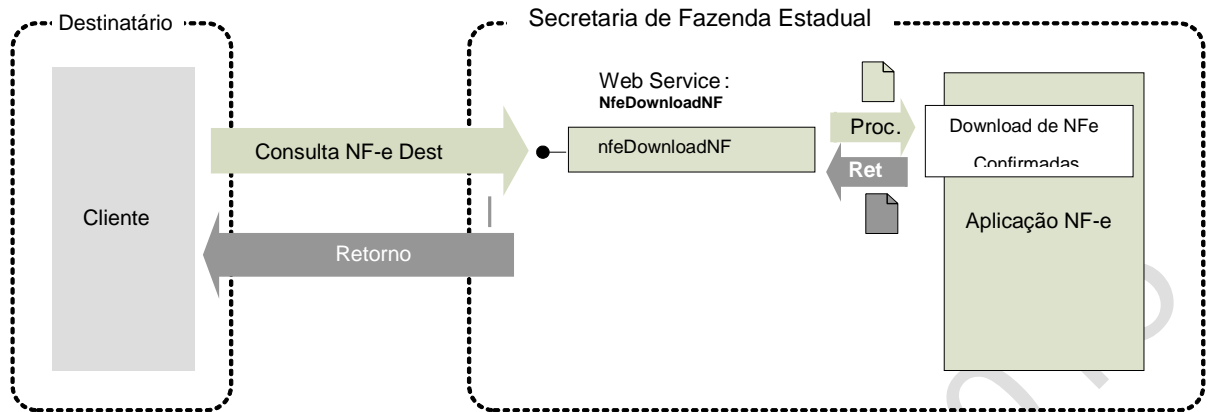 Destinatário
Secretaria de Fazenda Estadual
Web Service:
NfeDownloadNF
Consulta NF-e Dest
nfeDownloadNF
Proc.
Ret
Download de NFe
Confirmadas
Cliente
Aplicação NF-e
Retorno